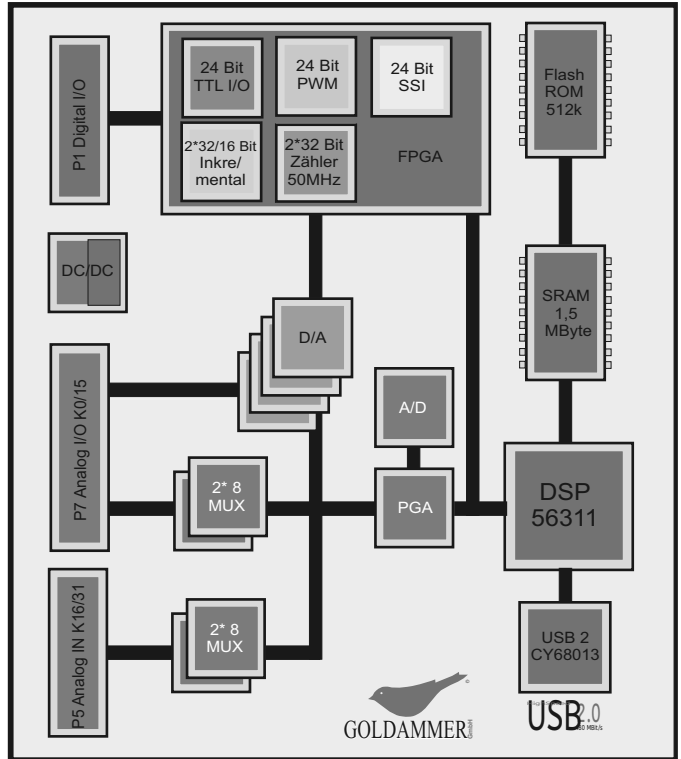 P1 Digital I/O
24 Bit
TTL I/O
24 Bit
PWM
24 Bit
SSI
2*32/16 Bit
Inkre/
mental
2*32 Bit
Zähler
50MHz
FPGA
Flash
ROM
512k
DC/DC
D/A
SRAM
1,5
MByte
P7 Analog I/O K0/15
A/D
2* 8
MUX
PGA
DSP
56311
P5 Analog IN K16/31
2* 8
MUX
USB 2
CY68013
GOLDAMMER
GmbH
USB 2.0